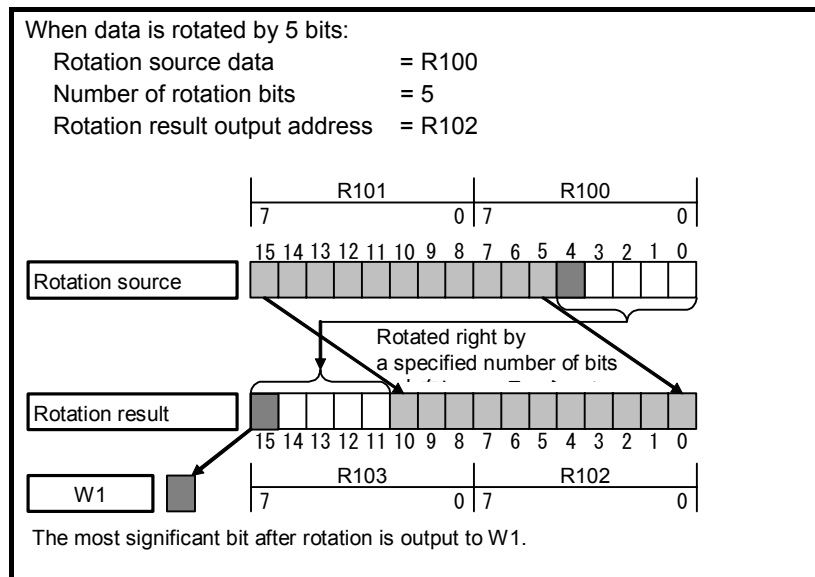 When data is rotated by 5 bits:
Rotation source data = R100
Number of rotation bits = 5
Rotation result output address = R102
R101 R100
7 0 7 0
15 14 13 12 11 10 9 8 7 6 5 4 3 2 1 0
Rotation source
Rotated right by
a specified number of bits
Rotation result
15 14 13 12 11 10 9 8 7 6 5 4 3 2 1 0
R103 R102
W1
7 0 7 0
The most significant bit after rotation is output to W1.